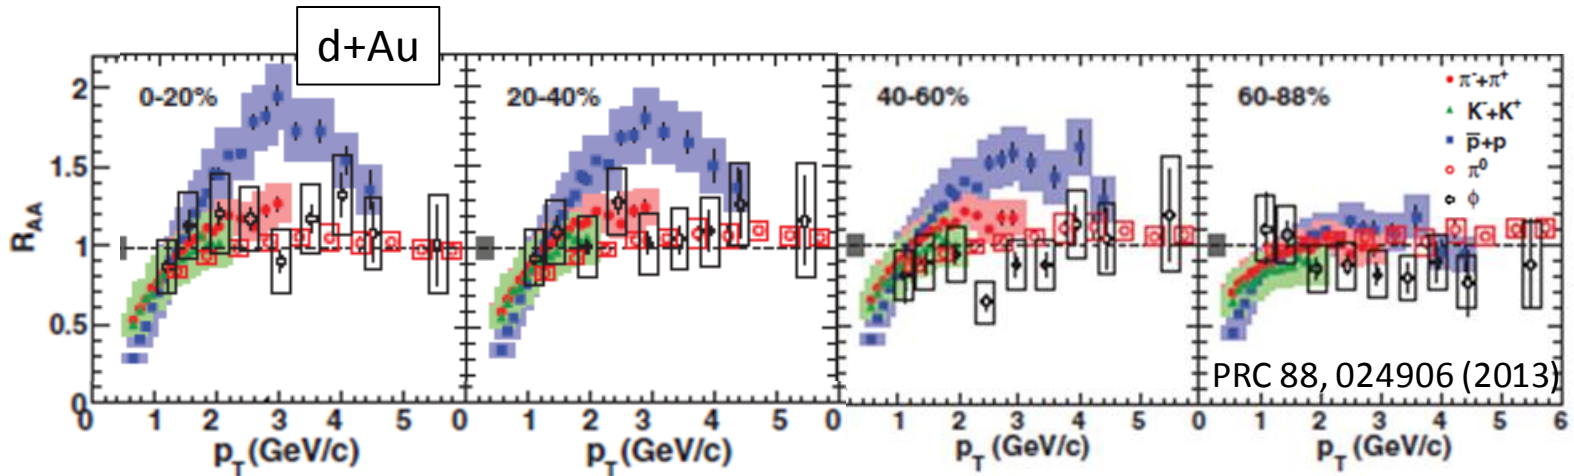 d+Au
0-20%
20-40%
40-60%
60-88%
π⁻+π⁺
K⁻+K⁺
p̅+p
π⁰
ϕ
R_AA
2
1.5
1
0.5
0
PRC 88, 024906 (2013)
0 1 2 3 4 5 0 1 2 3 4 5 0 1 2 3 4 5 0 1 2 3 4 5 6
p_T (GeV/c) p_T (GeV/c) p_T (GeV/c) p_T (GeV/c)